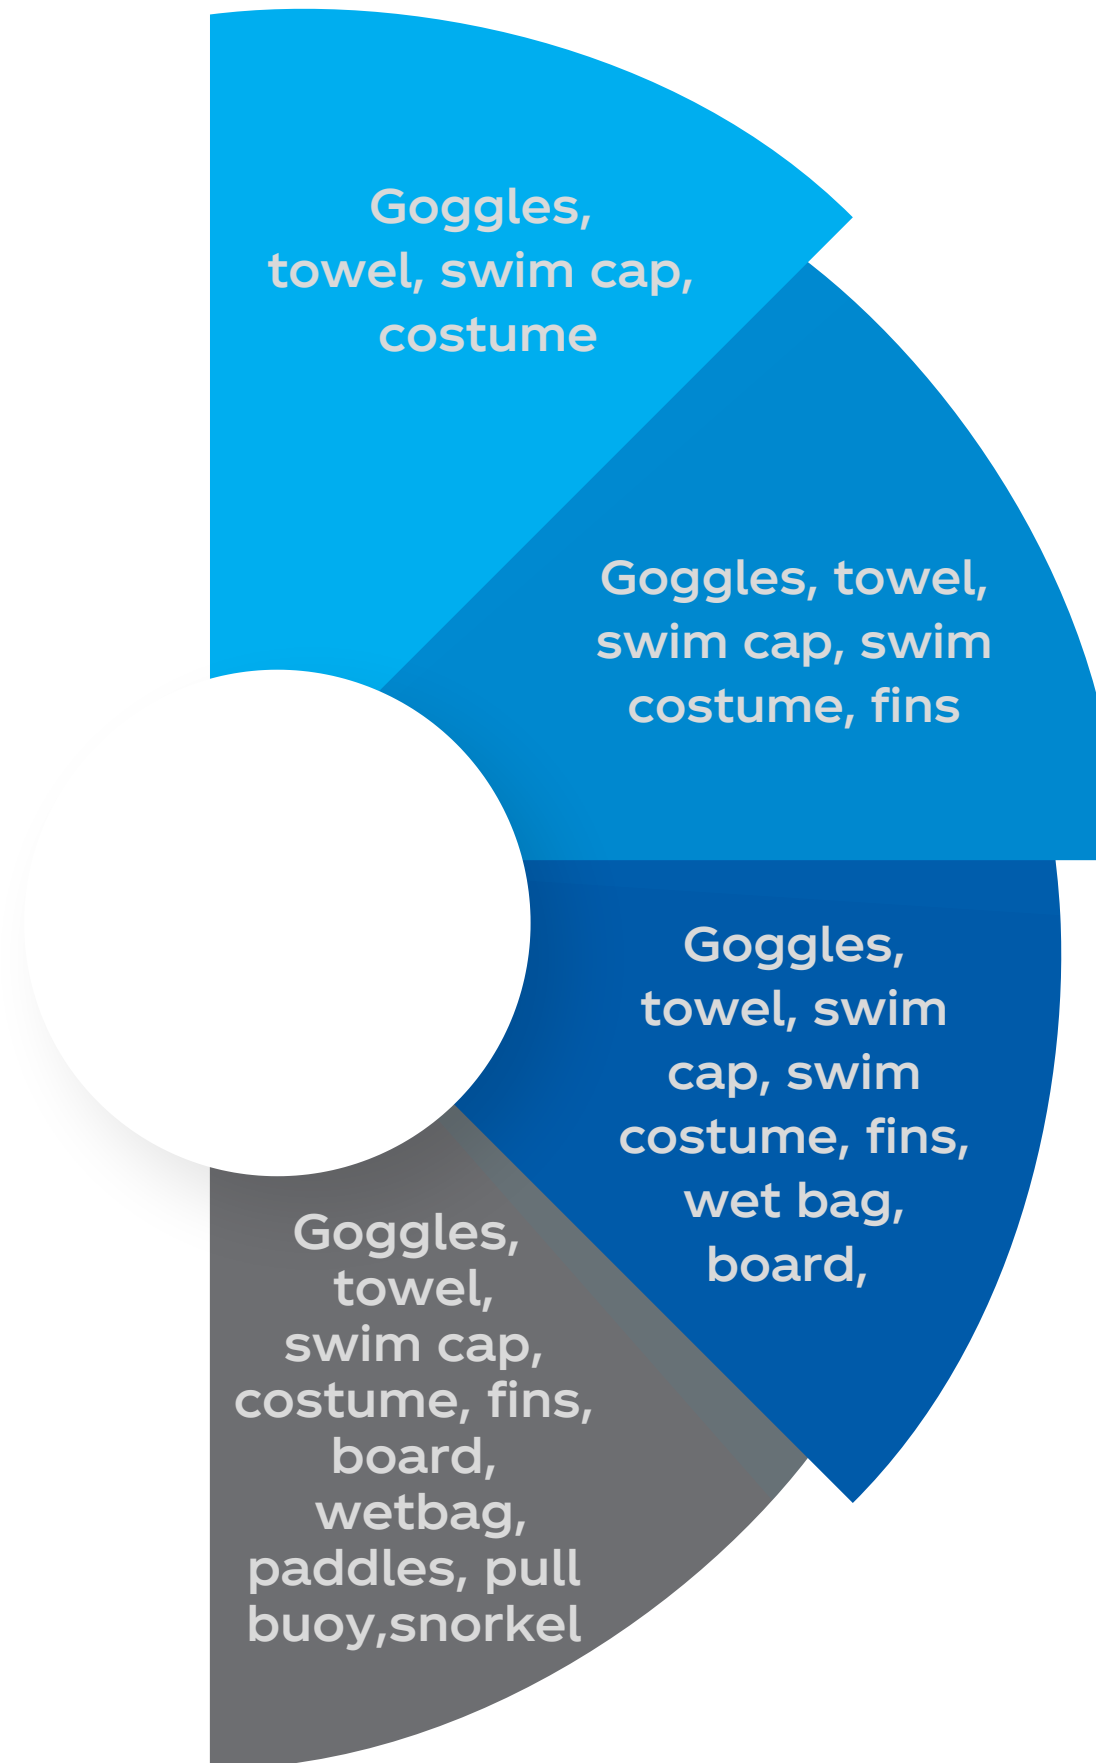 Goggles,
towel, swim cap,
costume
Goggles, towel,
swim cap, swim
costume, fins
Goggles,
towel, swim
cap, swim
costume, fins,
wet bag,
board,
Goggles,
towel,
swim cap,
costume, fins,
board,
wetbag,
paddles, pull
buoy,snorkel